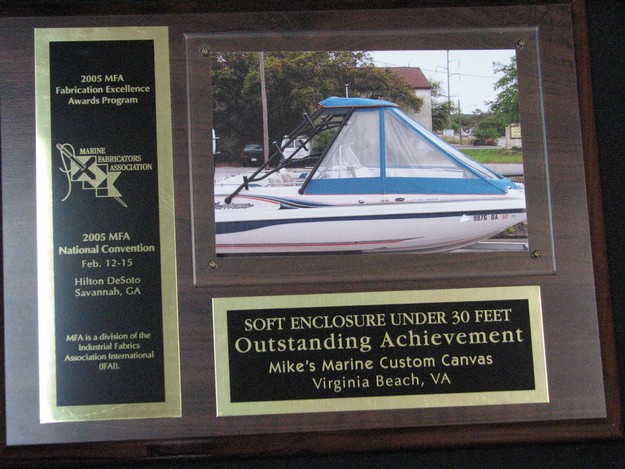 2005 MFA
Fabrication Excellence
Awards Program
MARINE
FABRICATORS
ASSOCIATION
2005 MFA
National Convention
Feb. 12-15
Hilton DeSoto
Savannah, GA
MFA is a division of the
Industrial Fabrics
Association International
(IFAI).
5976 BA
SOFT ENCLOSURE UNDER 30 FEET
Outstanding Achievement
Mike's Marine Custom Canvas
Virginia Beach, VA